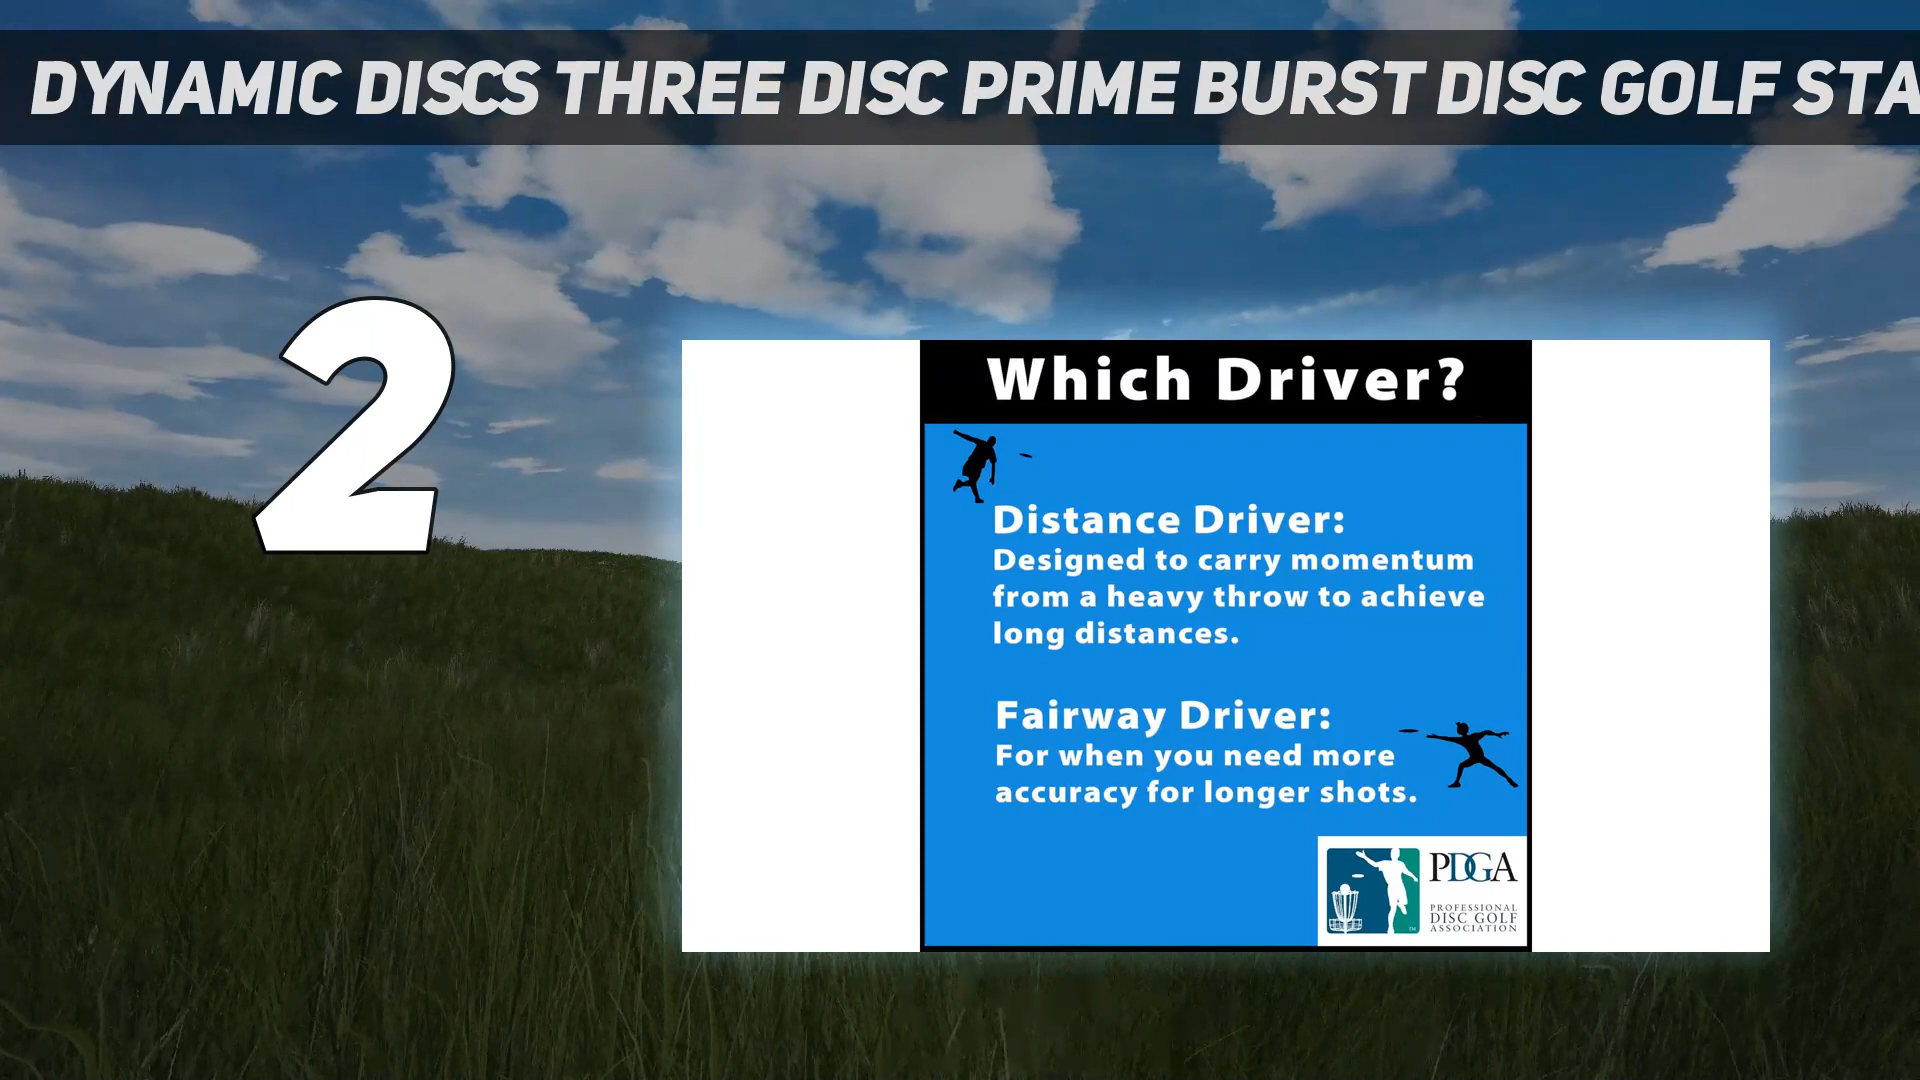 DYNAMIC DISCS THREE DISC PRIME BURST DISC GOLF STA
2
Which Driver?
Distance Driver:
Designed to carry momentum
from a heavy throw to achieve
long distances.
Fairway Driver:
For when you need more
accuracy for longer shots.
PDGA
PROFESSIONAL
DISC GOLF
ASSOCIATION
TM